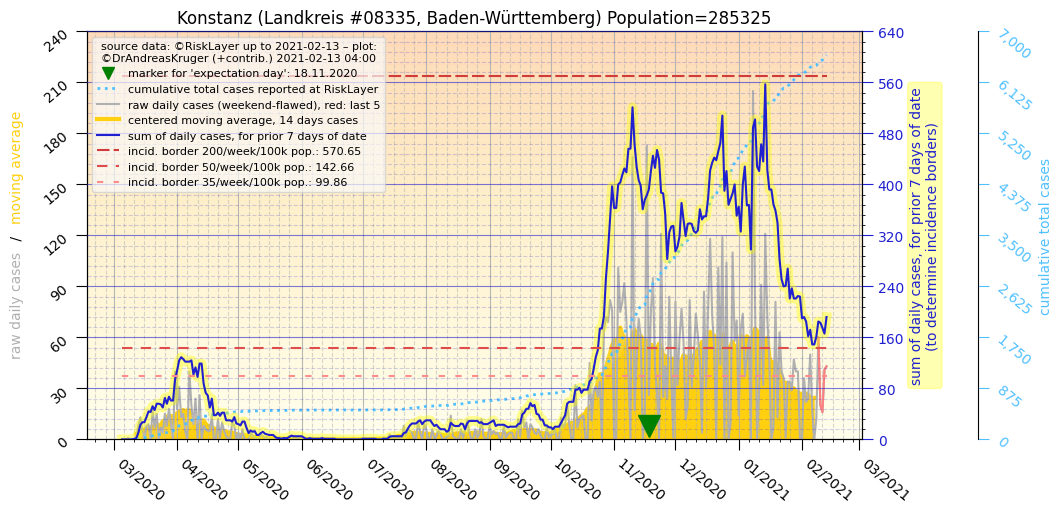 Konstanz (Landkreis #08335, Baden-Württemberg) Population=285325
source data: ©RiskLayer up to 2021-02-13 – plot:
©DrAndreasKruger (+contrib.) 2021-02-13 04:00
marker for 'expectation day': 18.11.2020
cumulative total cases reported at RiskLayer
raw daily cases (weekend-flawed), red: last 5
centered moving average, 14 days cases
sum of daily cases, for prior 7 days of date
incid. border 200/week/100k pop.: 570.65
incid. border 50/week/100k pop.: 142.66
incid. border 35/week/100k pop.: 99.86
raw daily cases / moving average
240
210
180
150
120
90
60
30
0
03/2020
04/2020
05/2020
06/2020
07/2020
08/2020
09/2020
10/2020
11/2020
12/2020
01/2021
02/2021
03/2021
640
560
480
400
320
240
160
80
0
sum of daily cases, for prior 7 days of date
(to determine incidence borders)
7,000
6,125
5,250
4,375
3,500
2,625
1,750
875
0
cumulative total cases